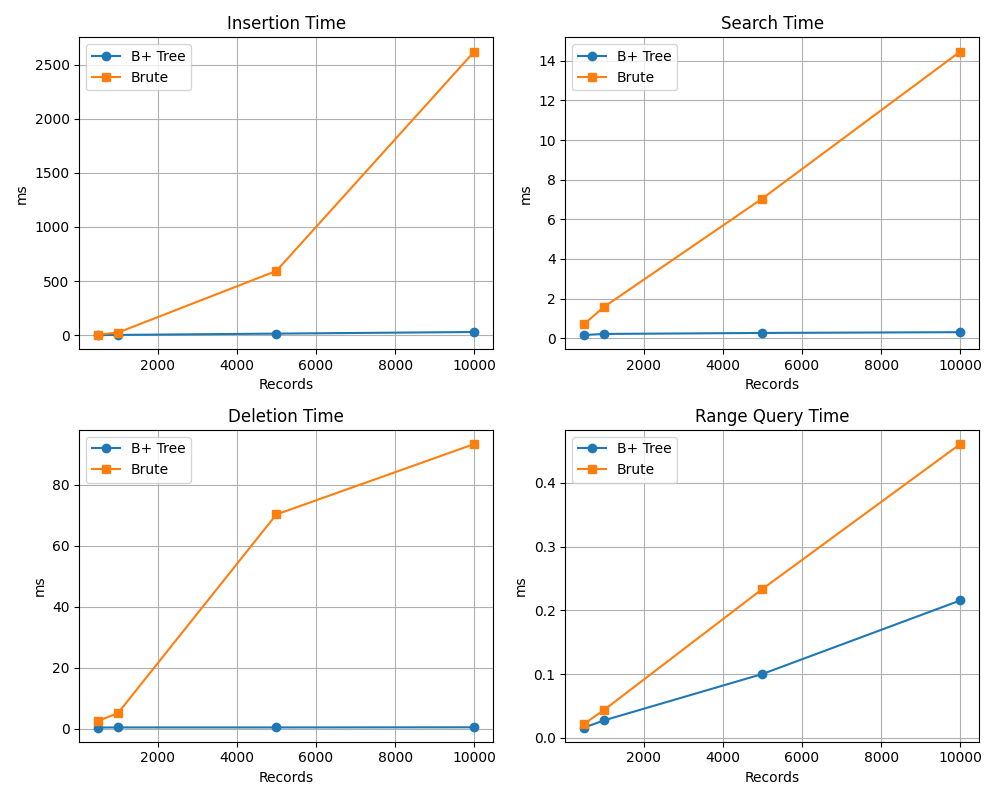 Insertion Time
B+ Tree
Brute
2500
2000
1500
1000
500
0
ms
2000 4000 6000 8000 10000
Records
Search Time
B+ Tree
Brute
14
12
10
8
6
4
2
0
ms
2000 4000 6000 8000 10000
Records
Deletion Time
B+ Tree
Brute
80
60
40
20
0
ms
2000 4000 6000 8000 10000
Records
Range Query Time
B+ Tree
Brute
0.4
0.3
0.2
0.1
0.0
ms
2000 4000 6000 8000 10000
Records